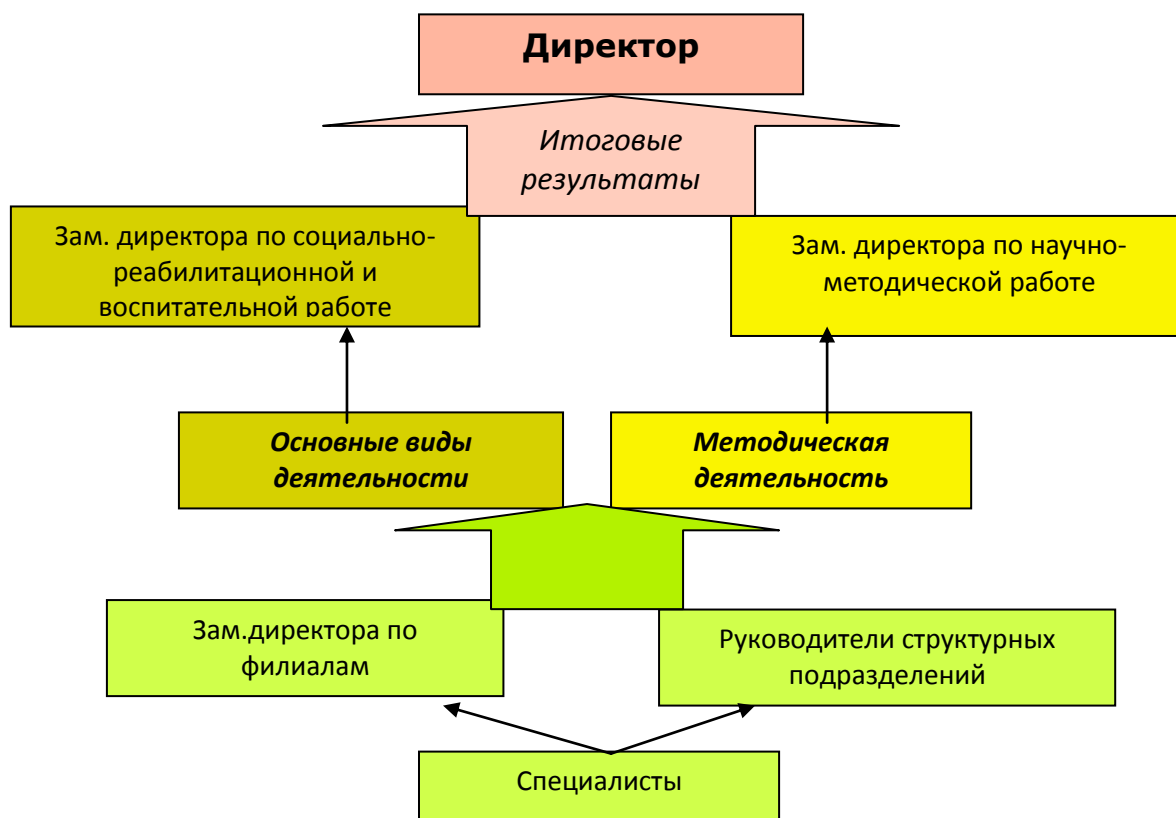 Директор
Итоговые
результаты
Зам. директора по социально-
реабилитационной и
воспитательной работе
Зам. директора по научно-
методической работе
Основные виды
деятельности
Методическая
деятельность
Зам.директора по
филиалам
Руководители структурных
подразделений
Специалисты